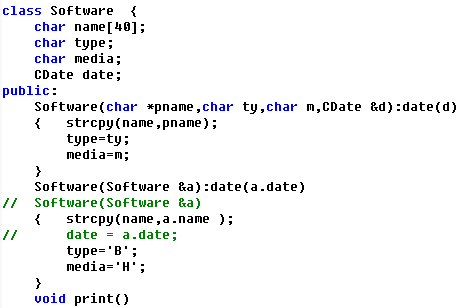 class Software  {
    char name[40];
    char type;
    char media;
    CDate date;
public:
    Software(char *pname,char ty,char m,CDate &d):date(d)
    {   strcpy(name,pname);
        type=ty;
        media=m;
    }
    Software(Software &a):date(a.date)
//  Software(Software &a)
    {   strcpy(name,a.name );
//      date = a.date;
        type='B';
        media='H';
    }
    void print()